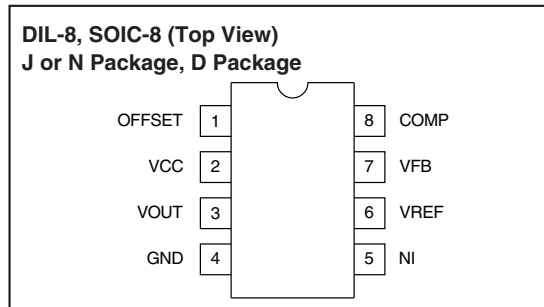 DIL-8, SOIC-8 (Top View)
J or N Package, D Package
OFFSET 1 8 COMP
VCC 2 7 VFB
VOUT 3 6 VREF
GND 4 5 NI